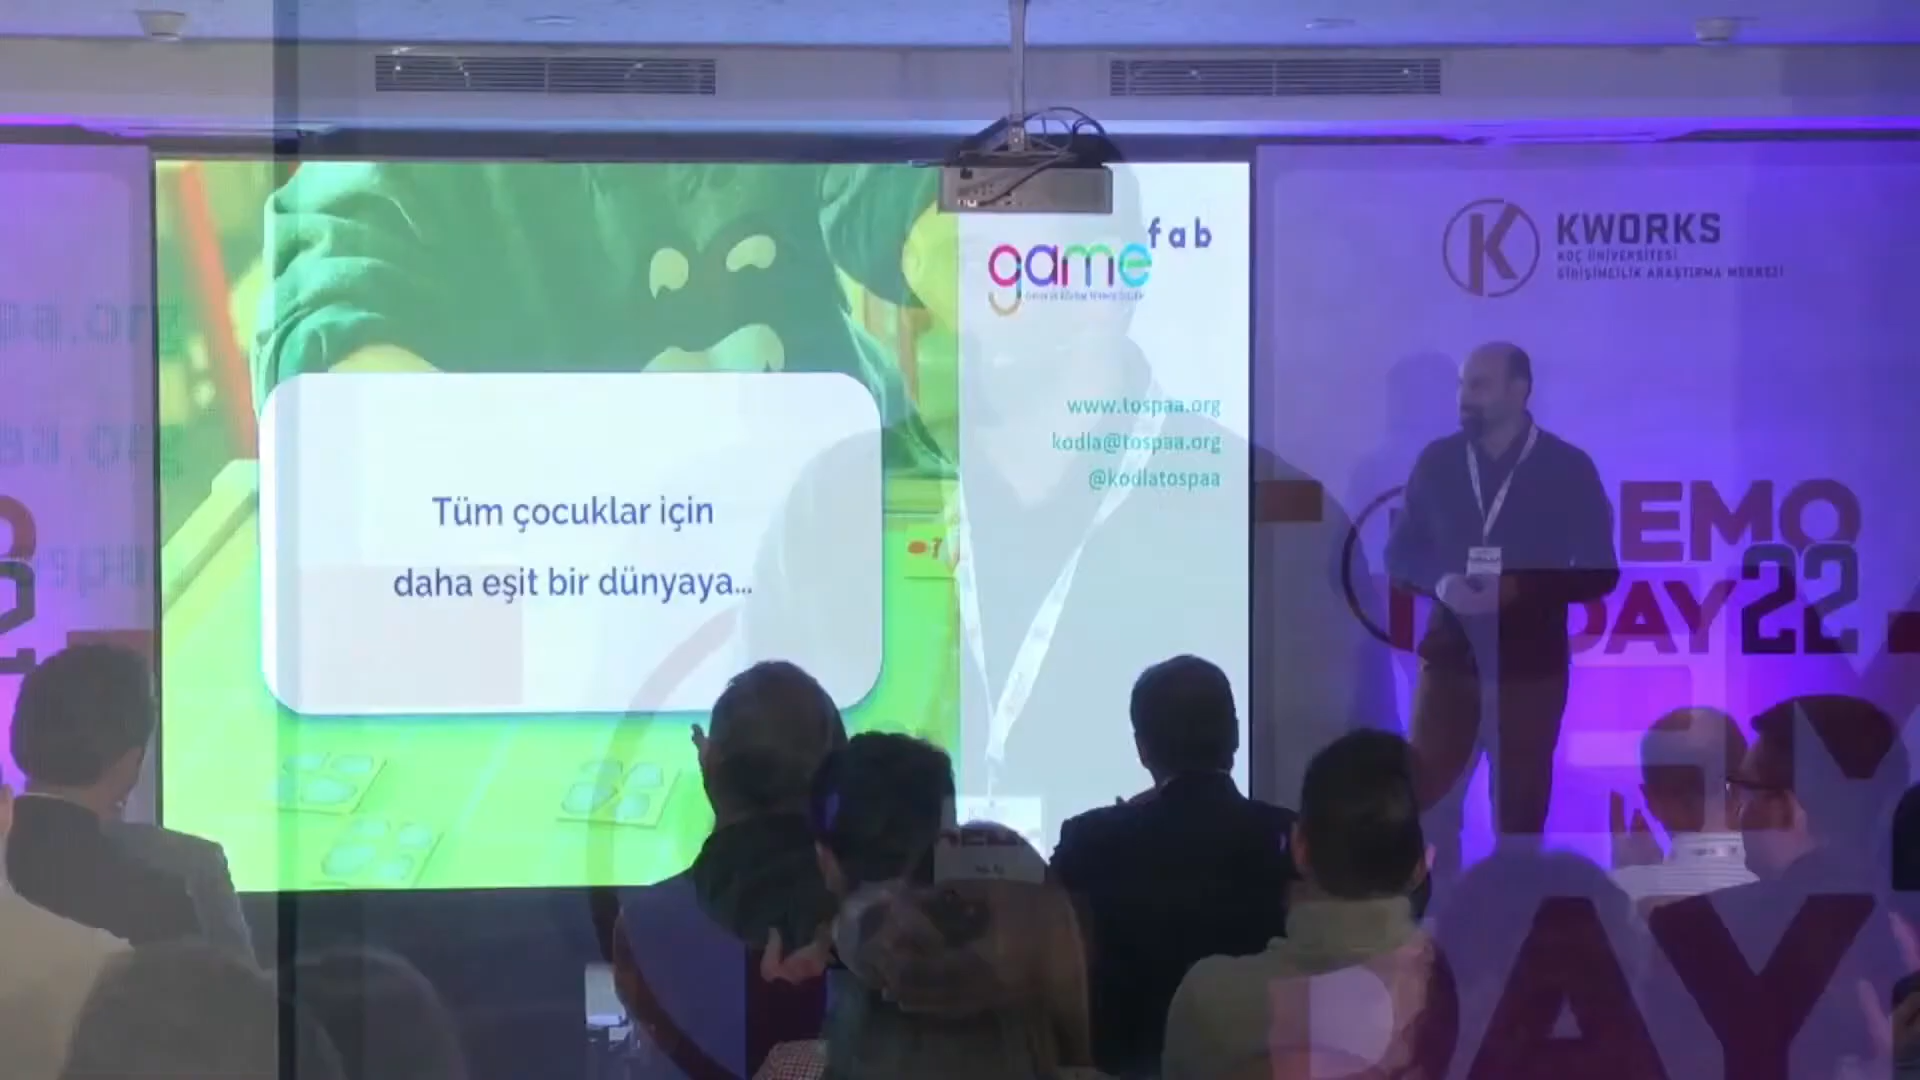 fab
game
www.tospaa.org
kodla@tospaa.org
@kodlatospaa
Tüm çocuklar için
daha eşit bir dünyaya...
KWORKS
KOÇ ÜNİVERSİTESİ
GİRİŞİMCİLİK ARAŞTIRMA MERKEZİ
DEMO
DAY22
DAY